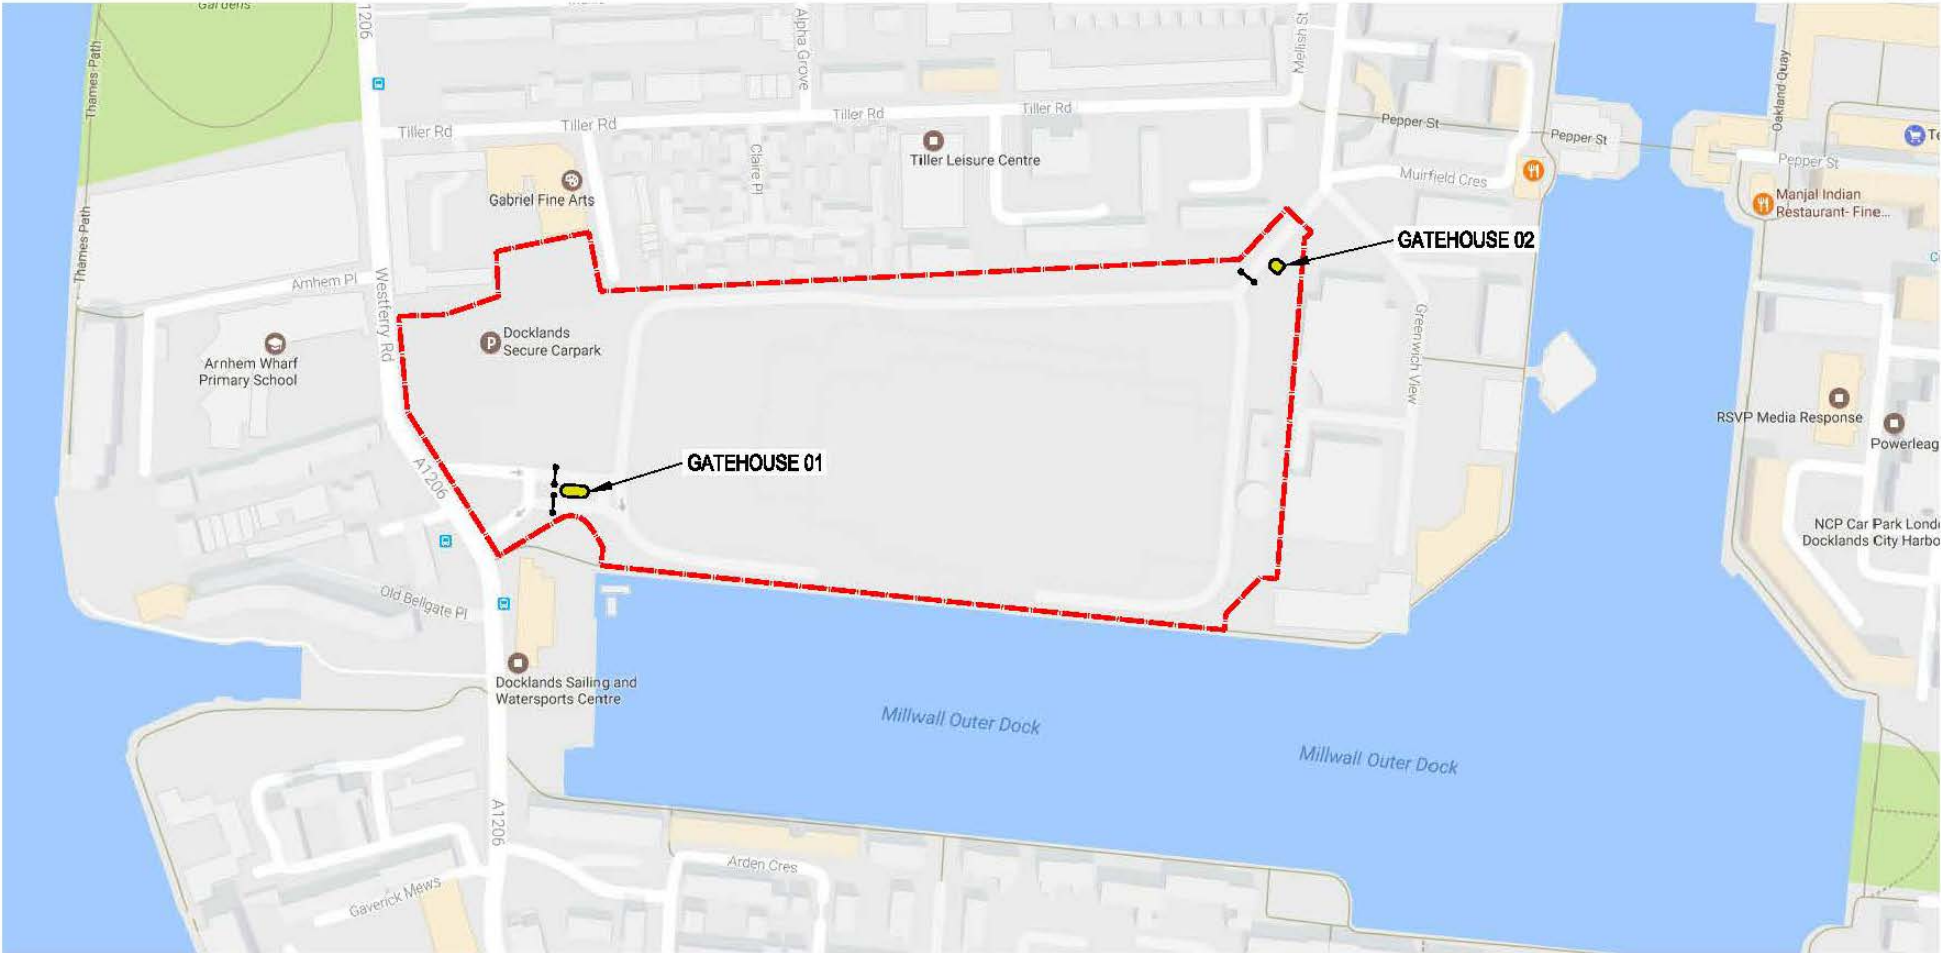 Gardens
1206
Alpha Grove
Mellish St
Oakland Quay
Thames Path
Tiller Rd
Tiller Rd
Tiller Rd
Tiller Rd
Pepper St
Pepper St
Pepper St
Te
Tiller Leisure Centre
Claire Pl
Muirfield Cres
Gabriel Fine Arts
Manjal Indian
Restaurant- Fine...
Thames Path
GATEHOUSE 02
Arnhem Pl
Westferry Rd
P
Docklands
Secure Carpark
Greenwich View
Arnhem Wharf
Primary School
RSVP Media Response
Powerleag
GATEHOUSE 01
A1206
NCP Car Park Londo
Docklands City Harbo
Old Bellgate Pl
Docklands Sailing and
Watersports Centre
Millwall Outer Dock
Millwall Outer Dock
A1206
Arden Cres
Gaverick Mews